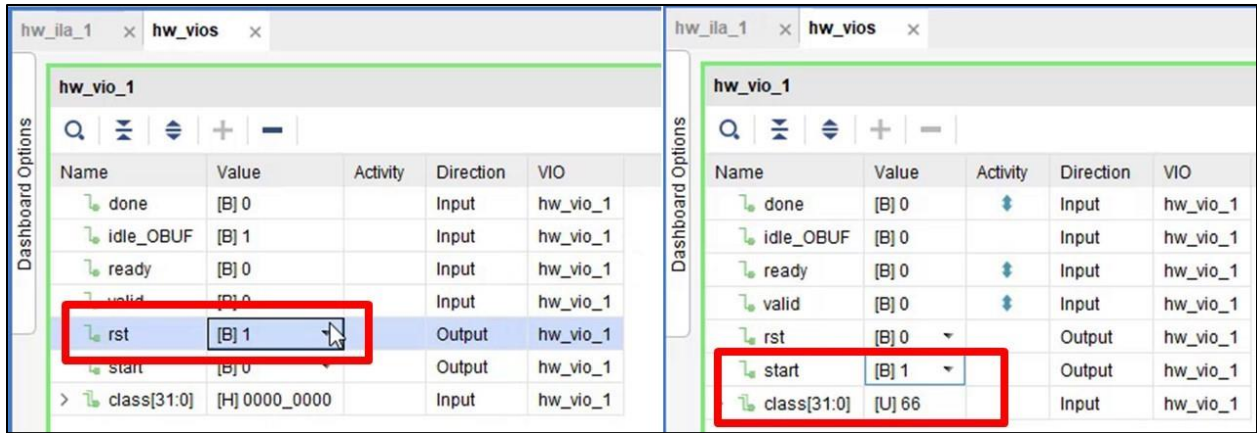 hw_ila_1 × hw_vios ×
Dashboard Options
hw_vio_1
Name Value Activity Direction VIO
done [B] 0 Input hw_vio_1
idle_OBUF [B] 1 Input hw_vio_1
ready [B] 0 Input hw_vio_1
valid [B] 0 Input hw_vio_1
rst [B] 1 Output hw_vio_1
start [B] 0 Output hw_vio_1
> class[31:0] [H] 0000_0000 Input hw_vio_1
hw_ila_1 × hw_vios ×
Dashboard Options
hw_vio_1
Name Value Activity Direction VIO
done [B] 0 Input hw_vio_1
idle_OBUF [B] 0 Input hw_vio_1
ready [B] 0 Input hw_vio_1
valid [B] 0 Input hw_vio_1
rst [B] 0 Output hw_vio_1
start [B] 1 Output hw_vio_1
class[31:0] [U] 66 Input hw_vio_1